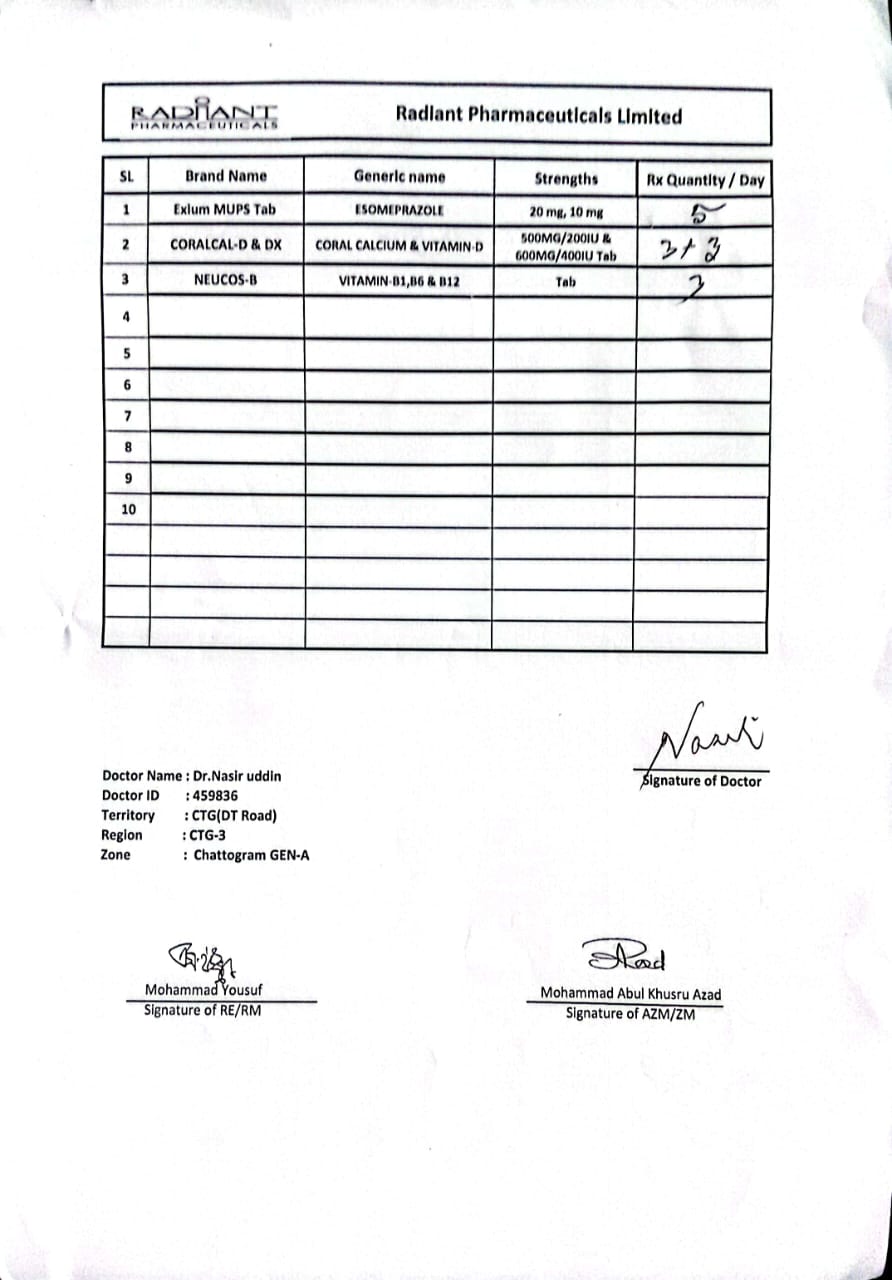 RADIANT
PHARMACEUTICALS
Radiant Pharmaceuticals Limited
SL Brand Name Generic name Strengths Rx Quantity / Day
1 Exium MUPS Tab ESOMEPRAZOLE 20 mg, 10 mg 5
2 CORALCAL-D & DX CORAL CALCIUM & VITAMIN-D 500MG/200IU & 600MG/400IU Tab 3+3
3 NEUCOS-B VITAMIN-B1,B6 & B12 Tab 3
4
5
6
7
8
9
10
Signature of Doctor
Doctor Name : Dr.Nasir uddin
Doctor ID : 459836
Territory : CTG(DT Road)
Region : CTG-3
Zone : Chattogram GEN-A
Mohammad Yousuf
Signature of RE/RM
Azad
Mohammad Abul Khusru Azad
Signature of AZM/ZM